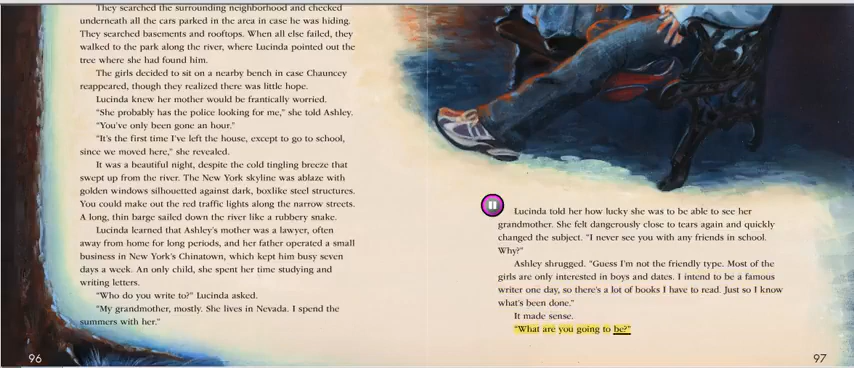 They searched the surrounding neighborhood and checked
underneath all the cars parked in the area in case he was hiding.
They searched basements and rooftops. When all else failed, they
walked to the park along the river, where Lucinda pointed out the
tree where she had found him.
The girls decided to sit on a nearby bench in case Chauncey
reappeared, though they realized there was little hope.
Lucinda knew her mother would be frantically worried.
"She probably has the police looking for me," she told Ashley.
"You've only been gone an hour."
"It's the first time I've left the house, except to go to school,
since we moved here," she revealed.
It was a beautiful night, despite the cold tingling breeze that
swept up from the river. The New York skyline was ablaze with
golden windows silhouetted against dark, boxlike steel structures.
You could make out the red traffic lights along the narrow streets.
A long, thin barge sailed down the river like a rubbery snake.
Lucinda learned that Ashley's mother was a lawyer, often
away from home for long periods, and her father operated a small
business in New York's Chinatown, which kept him busy seven
days a week. An only child, she spent her time studying and
writing letters.
"Who do you write to?" Lucinda asked.
"My grandmother, mostly. She lives in Nevada. I spend the
summers with her."
96
Lucinda told her how lucky she was to be able to see her
grandmother. She felt dangerously close to tears again and quickly
changed the subject. "I never see you with any friends in school.
Why?"
Ashley shrugged. "Guess I'm not the friendly type. Most of the
girls are only interested in boys and dates. I intend to be a famous
writer one day, so there's a lot of books I have to read. Just so I know
what's been done."
It made sense.
"What are you going to be?"
97